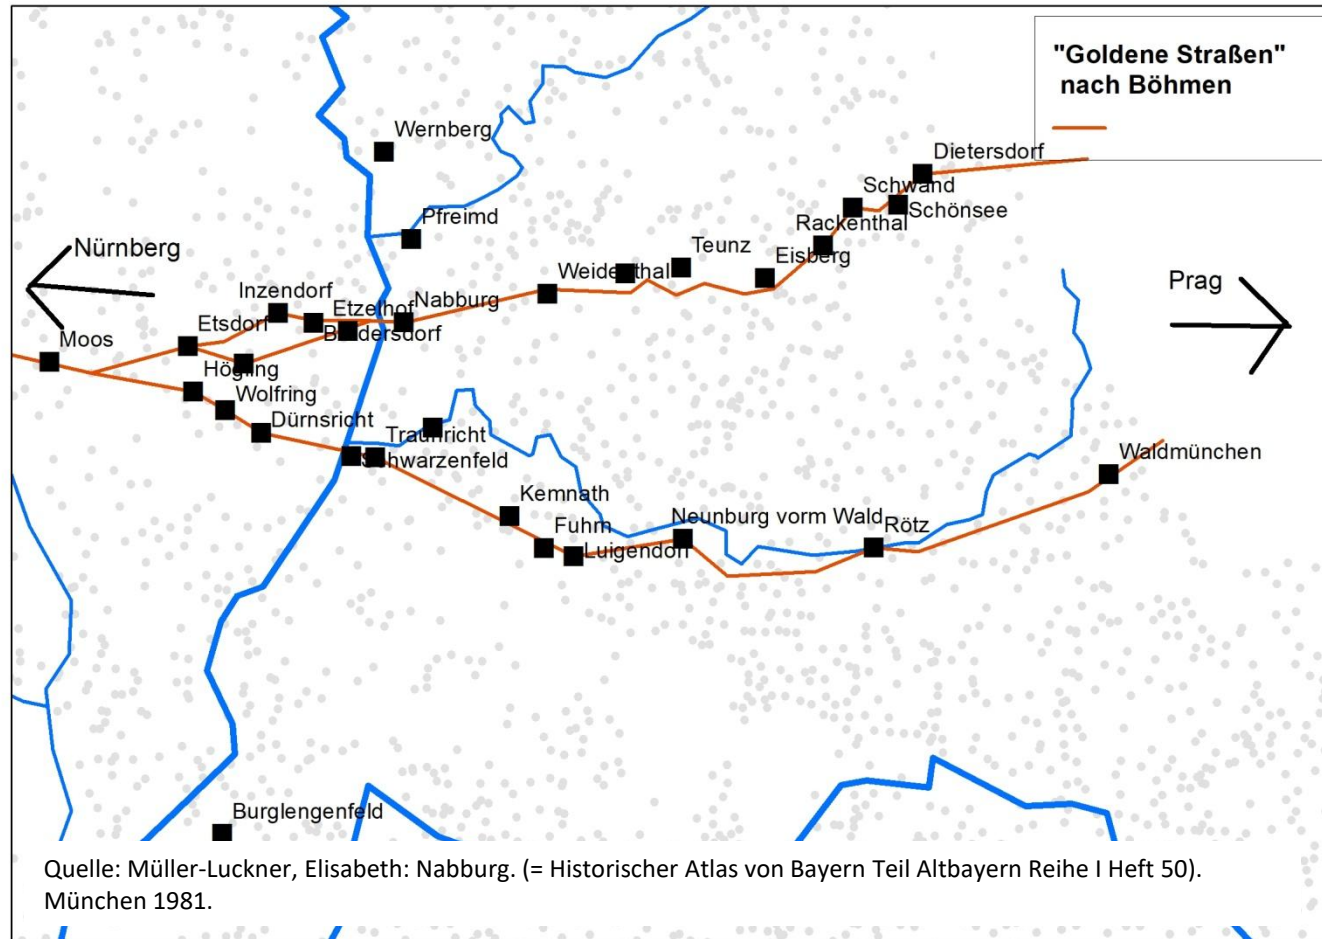 "Goldene Straßen"
nach Böhmen
Wernberg
Dietersdorf
Schwand
Schönsee
Pfreimd
Rackenthal
Nürnberg
Teunz
Eisberg
Weidenthal
Prag
Inzendorf
Etzelhof
Nabburg
Etsdorf
Moos
Högling
Wolfring
Dürnsricht
Traunricht
Schwarzenfeld
Waldmünchen
Kemnath
Neunburg vorm Wald
Rötz
Fuhrn
Luigendorf
Burglengenfeld
Quelle: Müller-Luckner, Elisabeth: Nabburg. (= Historischer Atlas von Bayern Teil Altbayern Reihe I Heft 50).
München 1981.